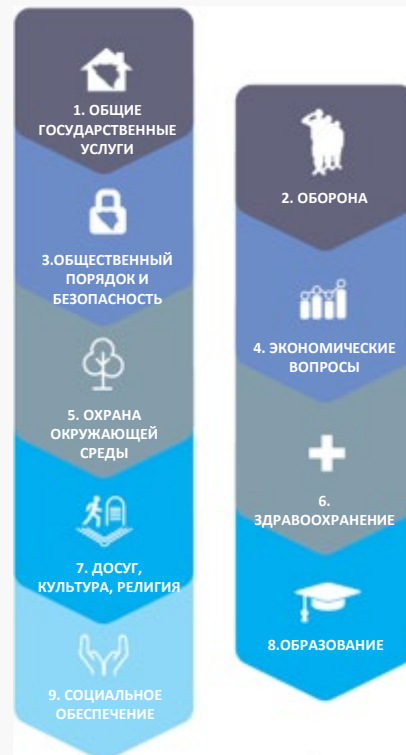 1. ОБЩИЕ
ГОСУДАРСТВЕННЫЕ
УСЛУГИ
2. ОБОРОНА
3.ОБЩЕСТВЕННЫЙ
ПОРЯДОК И
БЕЗОПАСНОСТЬ
4. ЭКОНОМИЧЕСКИЕ
ВОПРОСЫ
5. ОХРАНА
ОКРУЖАЮЩЕЙ
СРЕДЫ
6.
ЗДРАВООХРАНЕНИЕ
7. ДОСУГ,
КУЛЬТУРА, РЕЛИГИЯ
8.ОБРАЗОВАНИЕ
9. СОЦИАЛЬНОЕ
ОБЕСПЕЧЕНИЕ